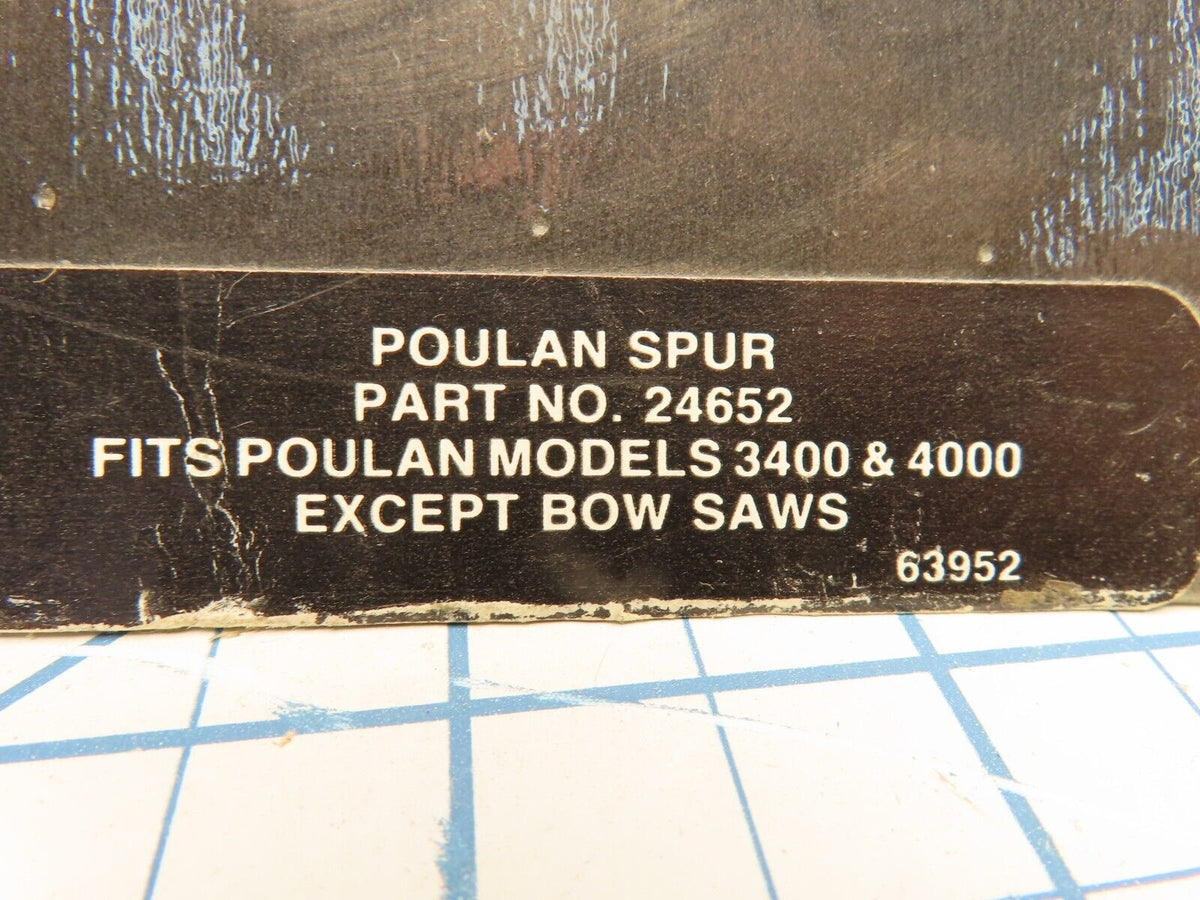 POULAN SPUR
PART NO. 24652
FITS POULAN MODELS 3400 & 4000
EXCEPT BOW SAWS
63952